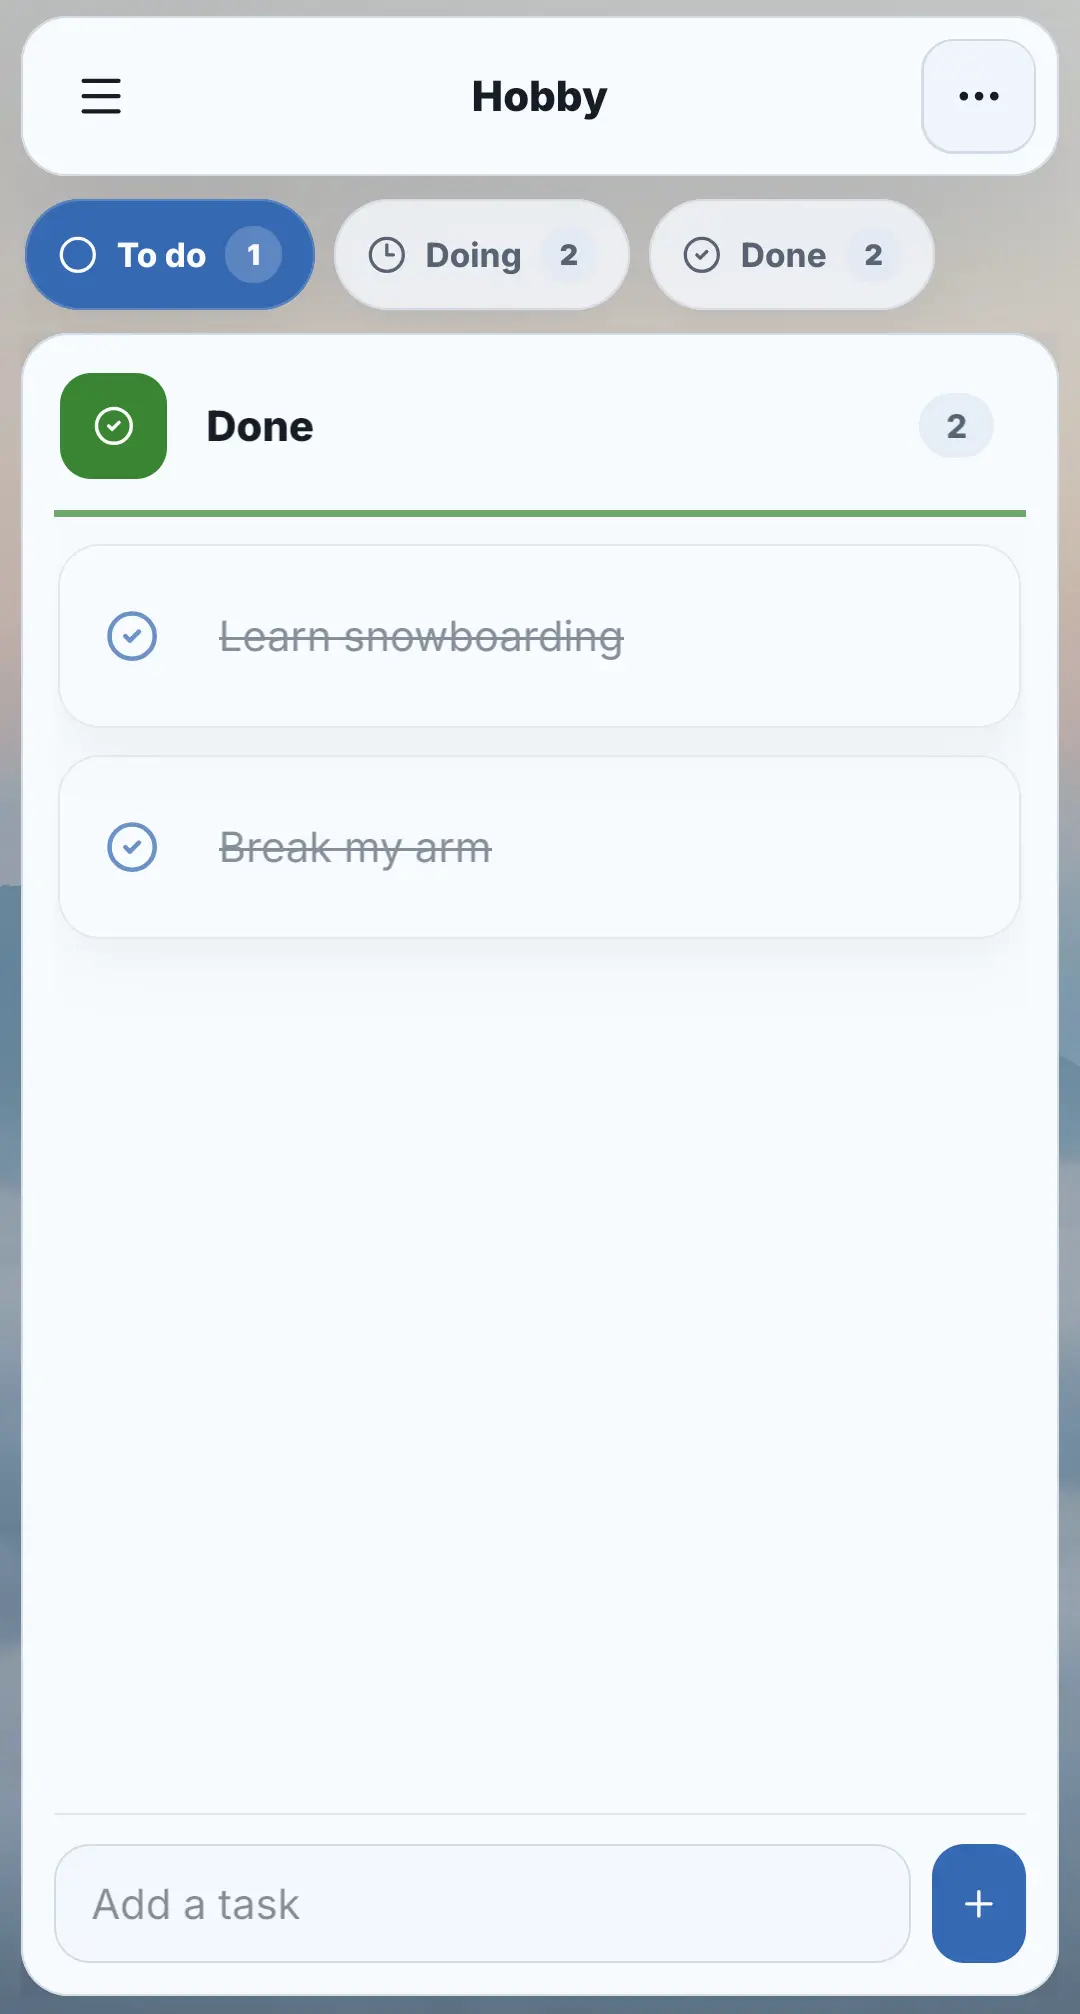 Hobby
To do 1
Doing 2
Done 2
Done 2
Learn snowboarding
Break my arm
Add a task